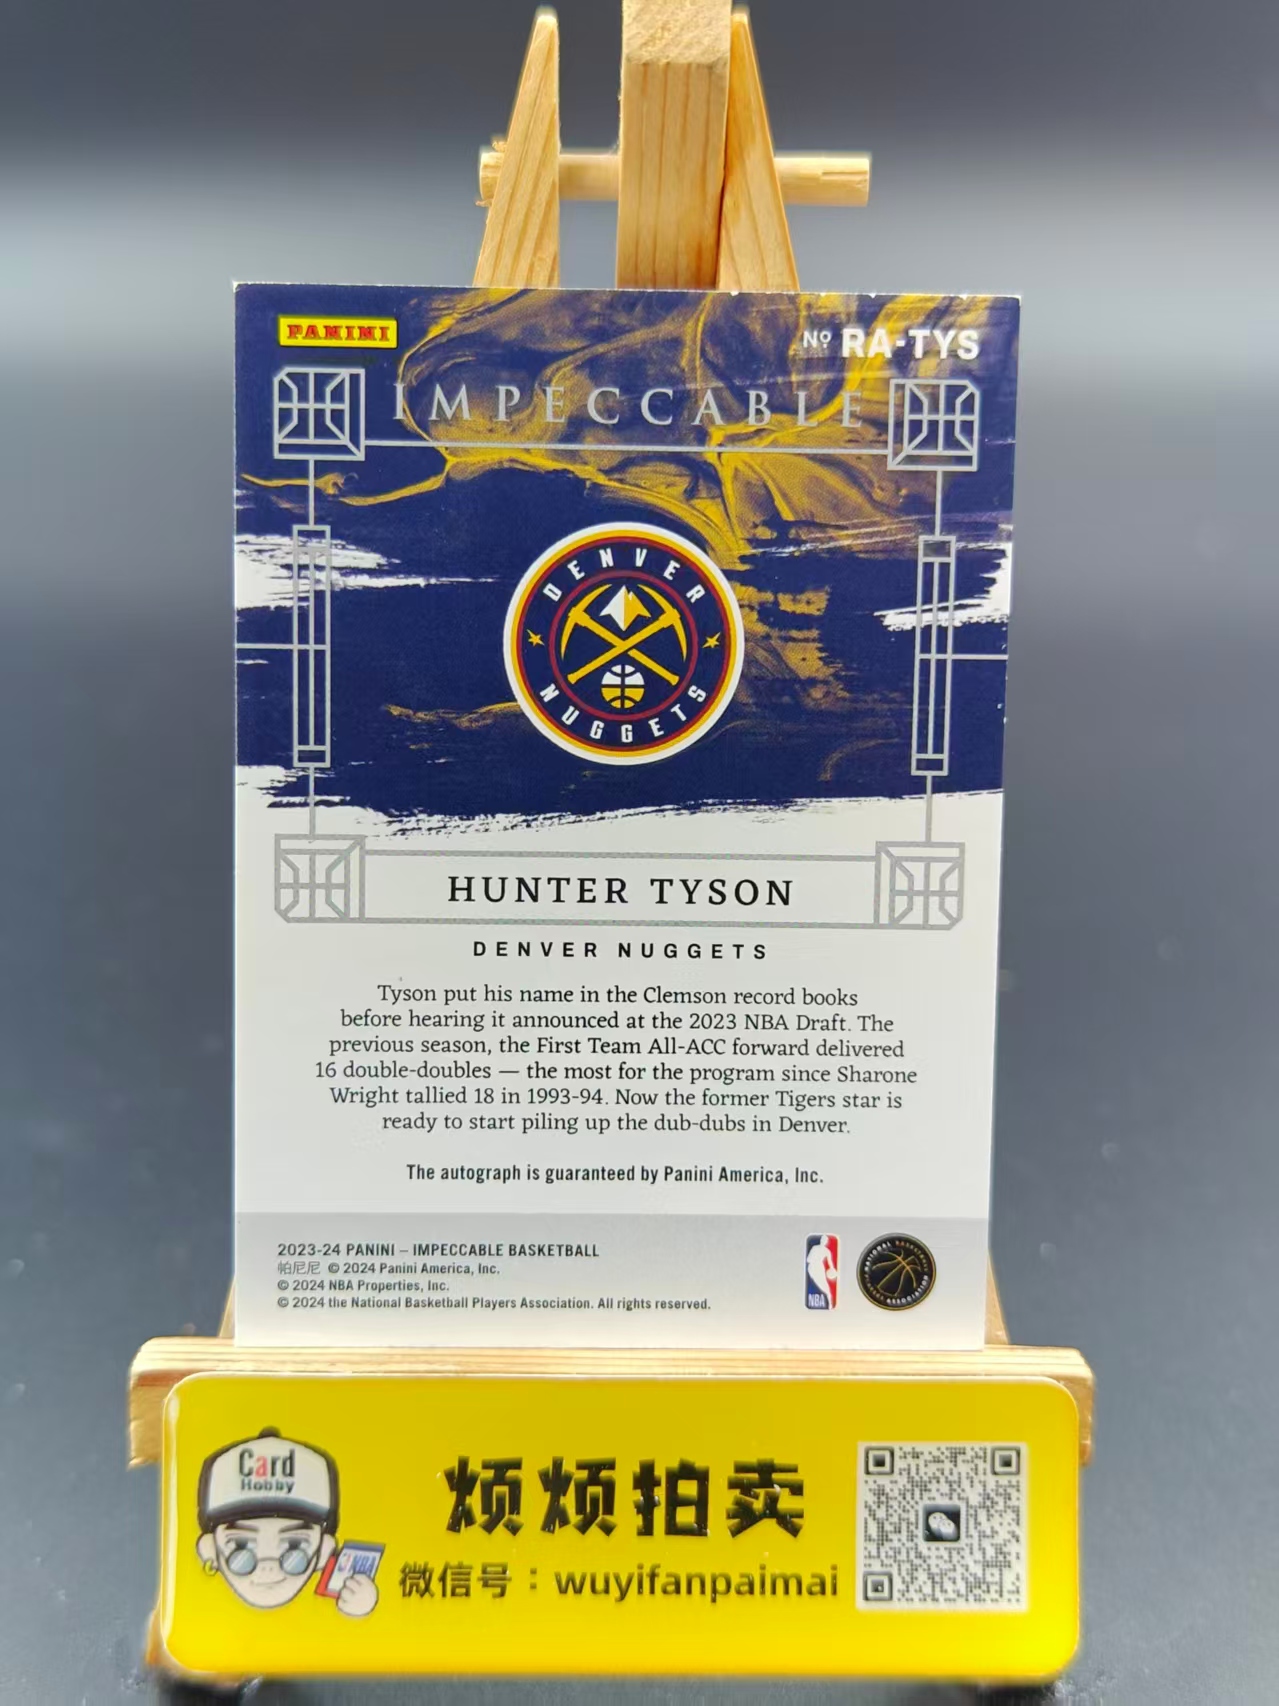 PANINI
Nº RA-TYS
IMPECCABLE
DENVER
NUGGETS
HUNTER TYSON
DENVER NUGGETS
Tyson put his name in the Clemson record books
before hearing it announced at the 2023 NBA Draft. The
previous season, the First Team All-ACC forward delivered
16 double-doubles — the most for the program since Sharone
Wright tallied 18 in 1993-94. Now the former Tigers star is
ready to start piling up the dub-dubs in Denver.
The autograph is guaranteed by Panini America, Inc.
2023-24 PANINI – IMPECCABLE BASKETBALL
帕尼尼 © 2024 Panini America, Inc.
© 2024 NBA Properties, Inc.
© 2024 the National Basketball Players Association. All rights reserved.
NBA
NATIONAL BASKETBALL
PLAYERS ASSOCIATION
Card
Hobby
NBA
烦烦拍卖
微信号：wuyifanpaimai